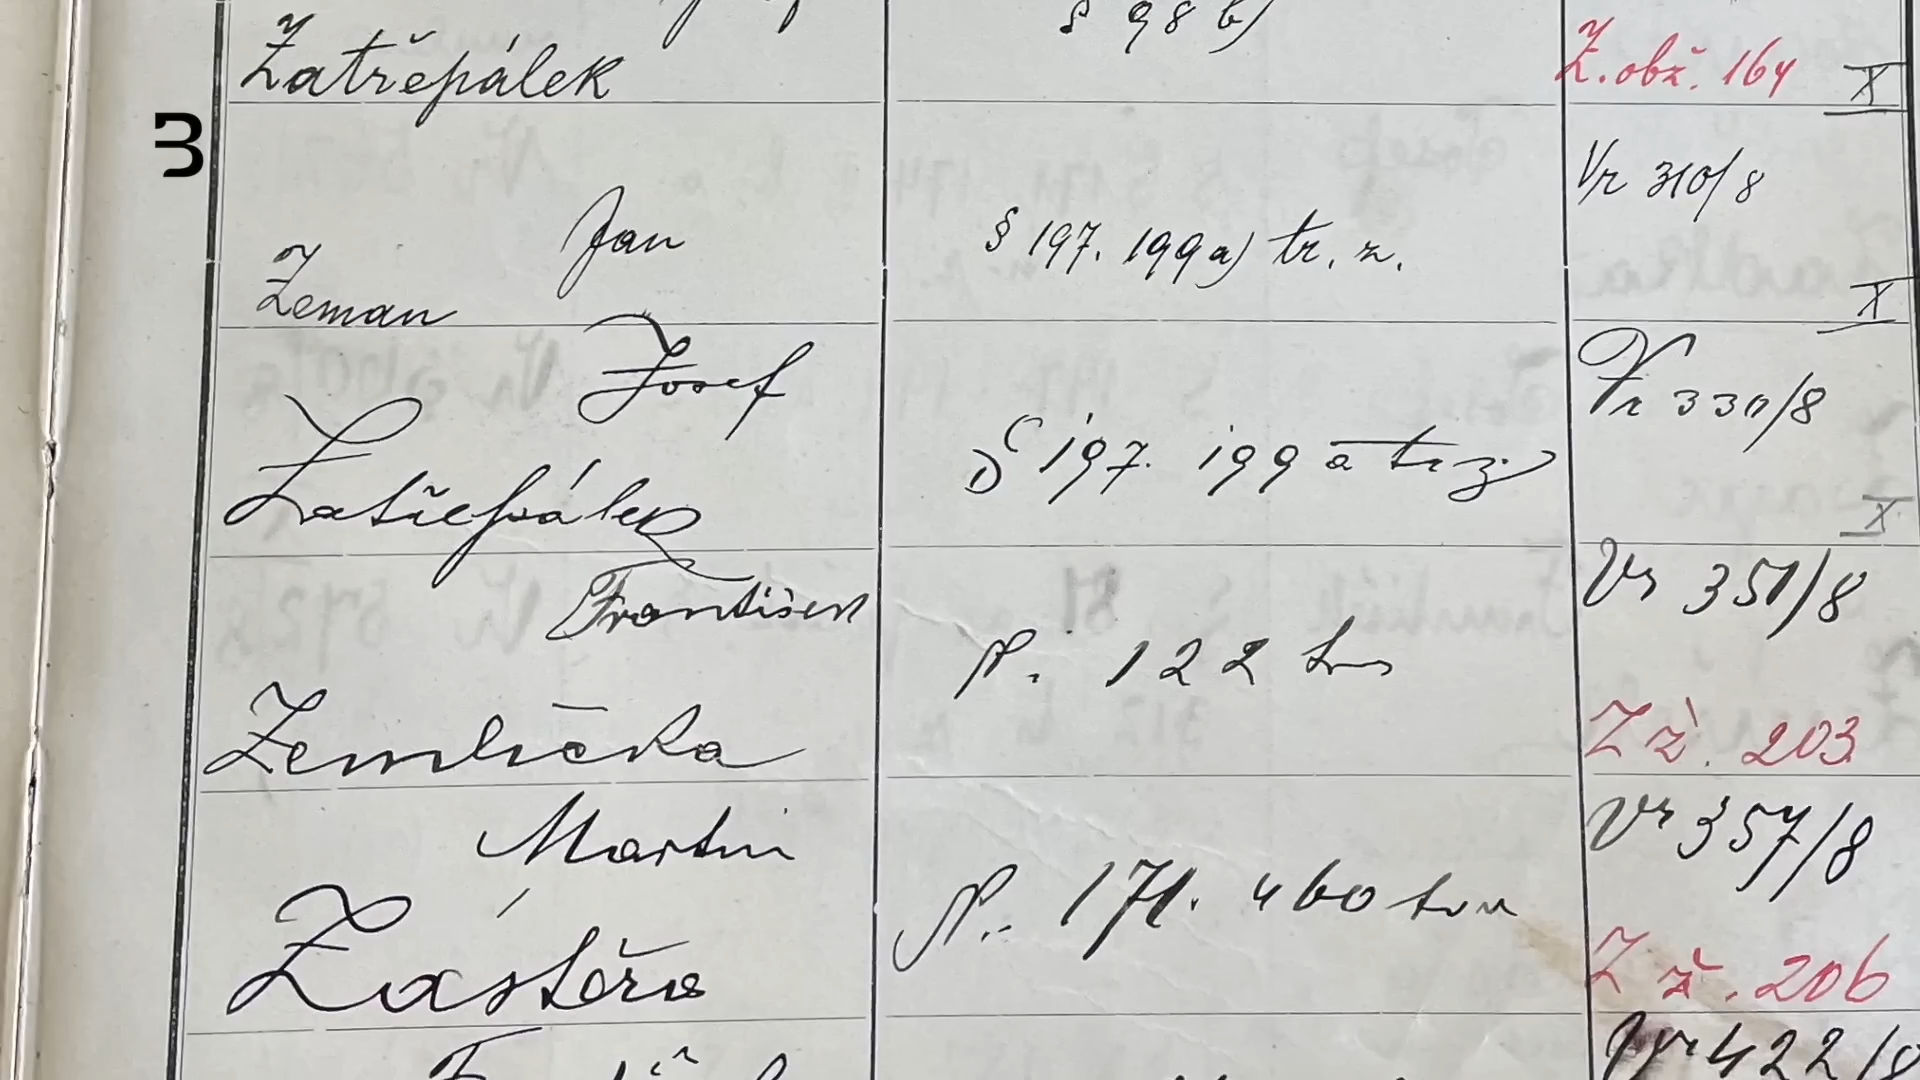 § 98 b)
Zatřepálek
Z. obž. 164
X
3
Vr 310/8
Jan
§ 197. 199 a) tr. z.
Zeman
X
Josef
Vr 330/8
§ 197. 199 a tr z
Zatřepálek
X
František
Vr 351/8
122
Zemlička
Z ž. 203
Martin
Vr 357/8
171. 460
Zástěra
Z ž. 206
Vr 422/8